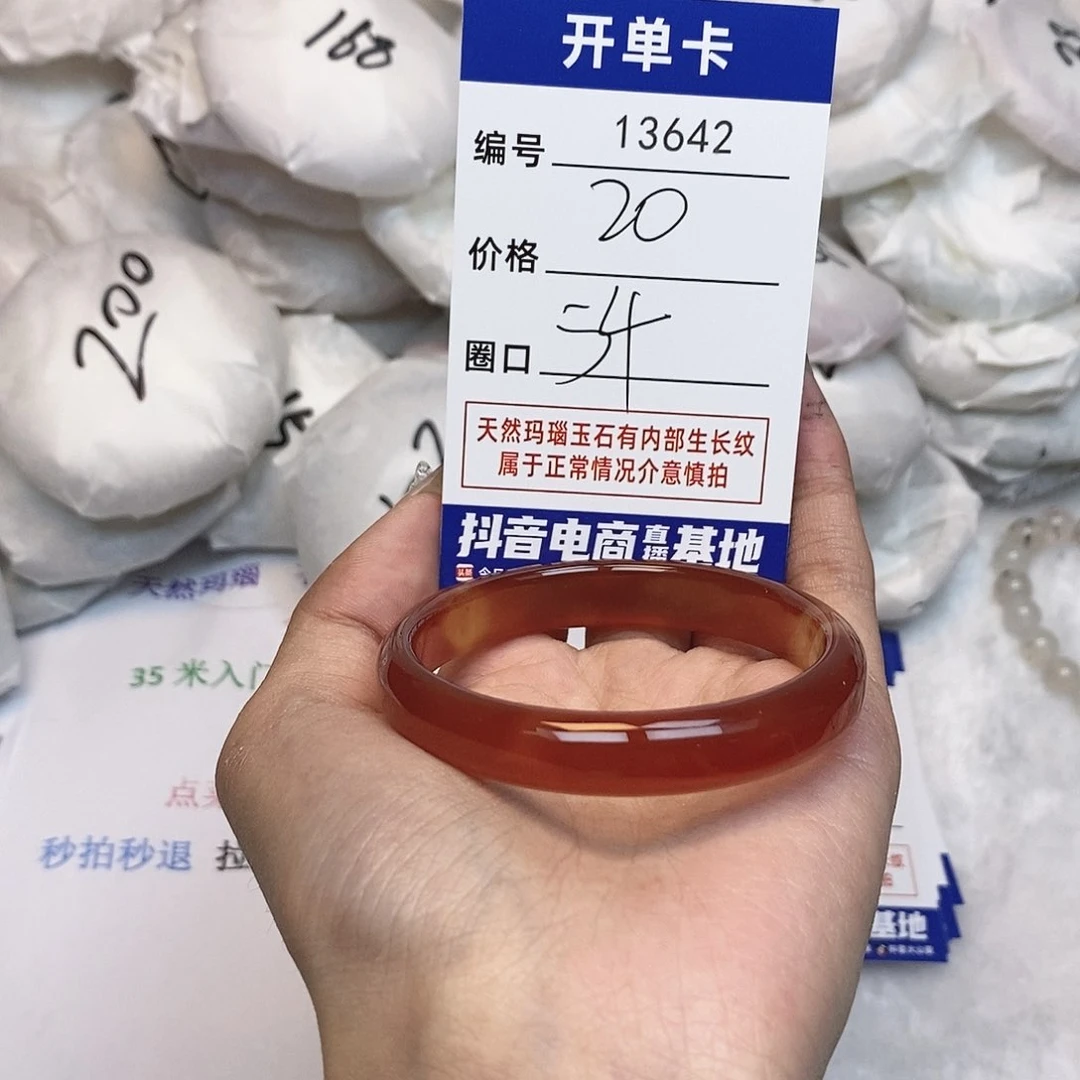 160
开单卡
编号 13642
价格 20
圈口 54
天然玛瑙玉石有内部生长纹
属于正常情况介意慎拍
抖音电商直播基地
200
天然玛瑙
35 米入门
点
秒拍秒退 拉
基地